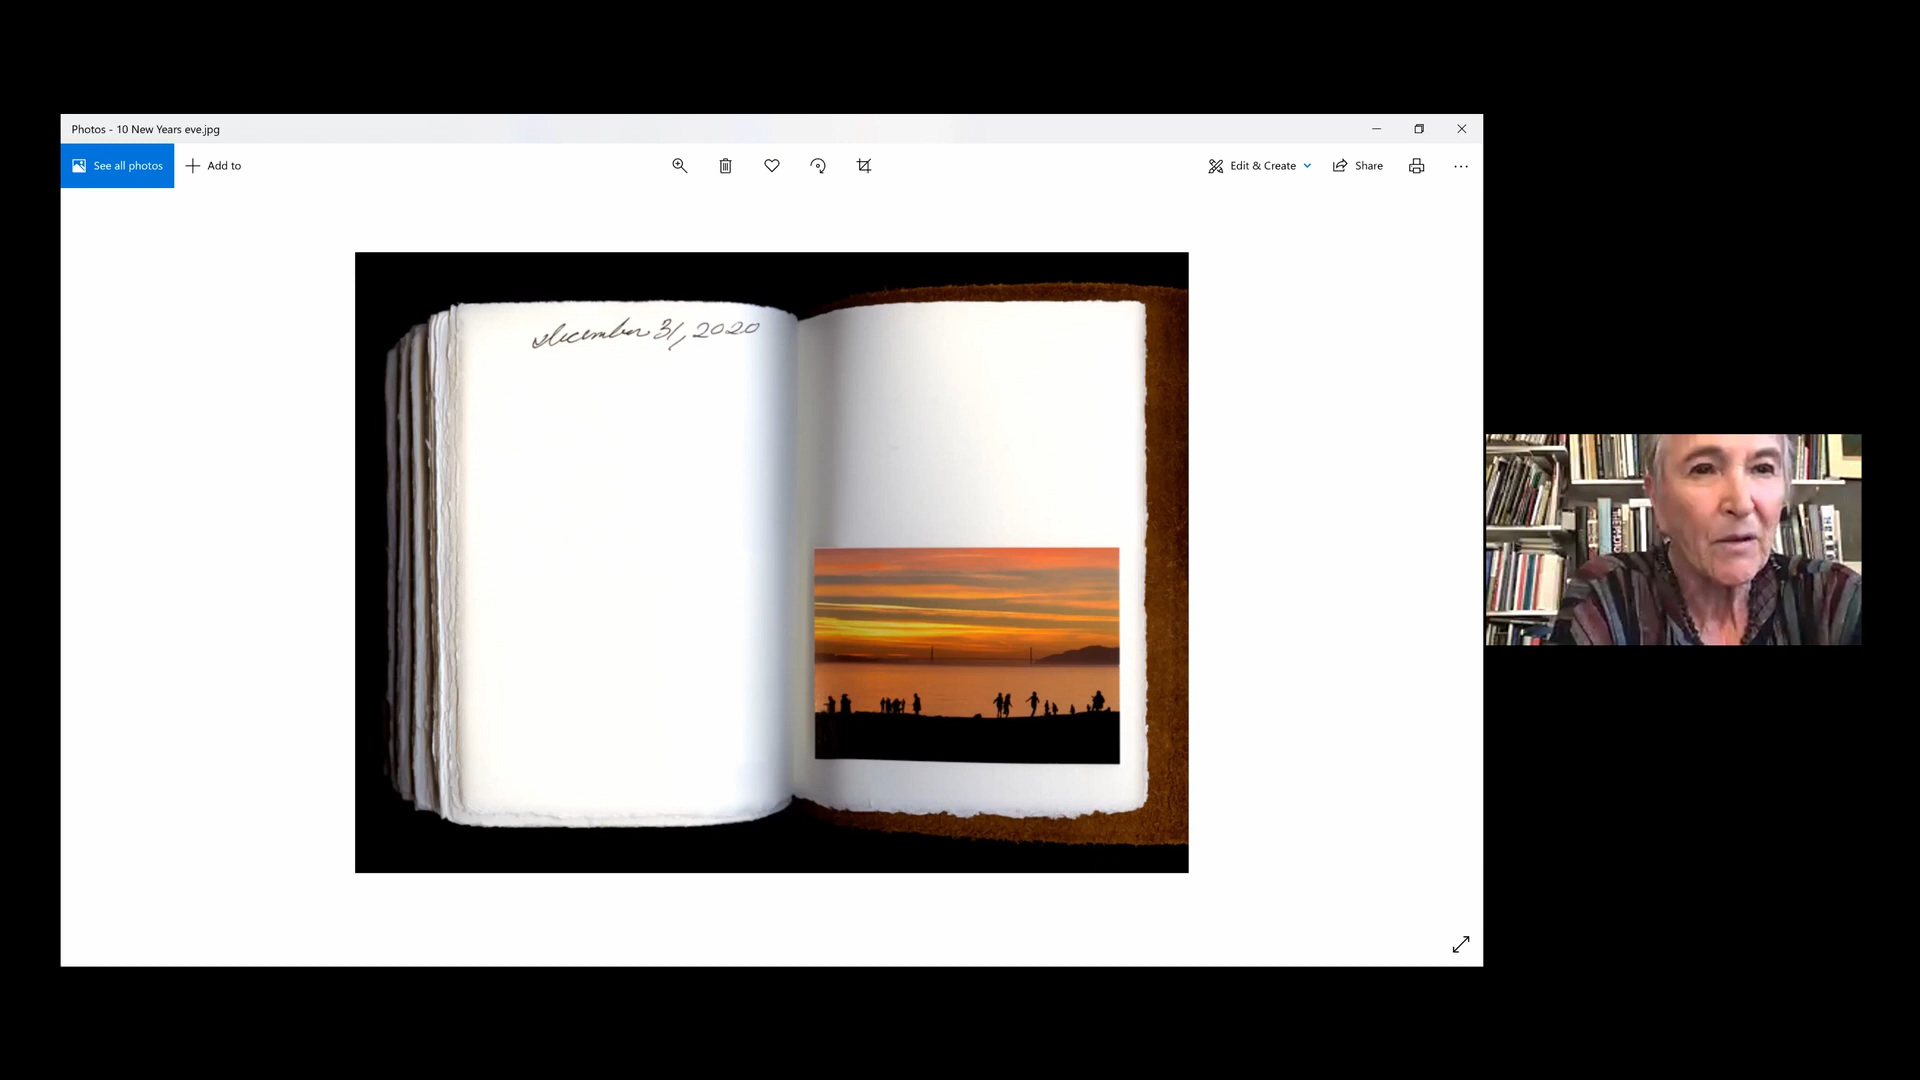 Photos - 10 New Years eve.jpg
See all photos
Add to
Edit & Create
Share
december 31, 2020